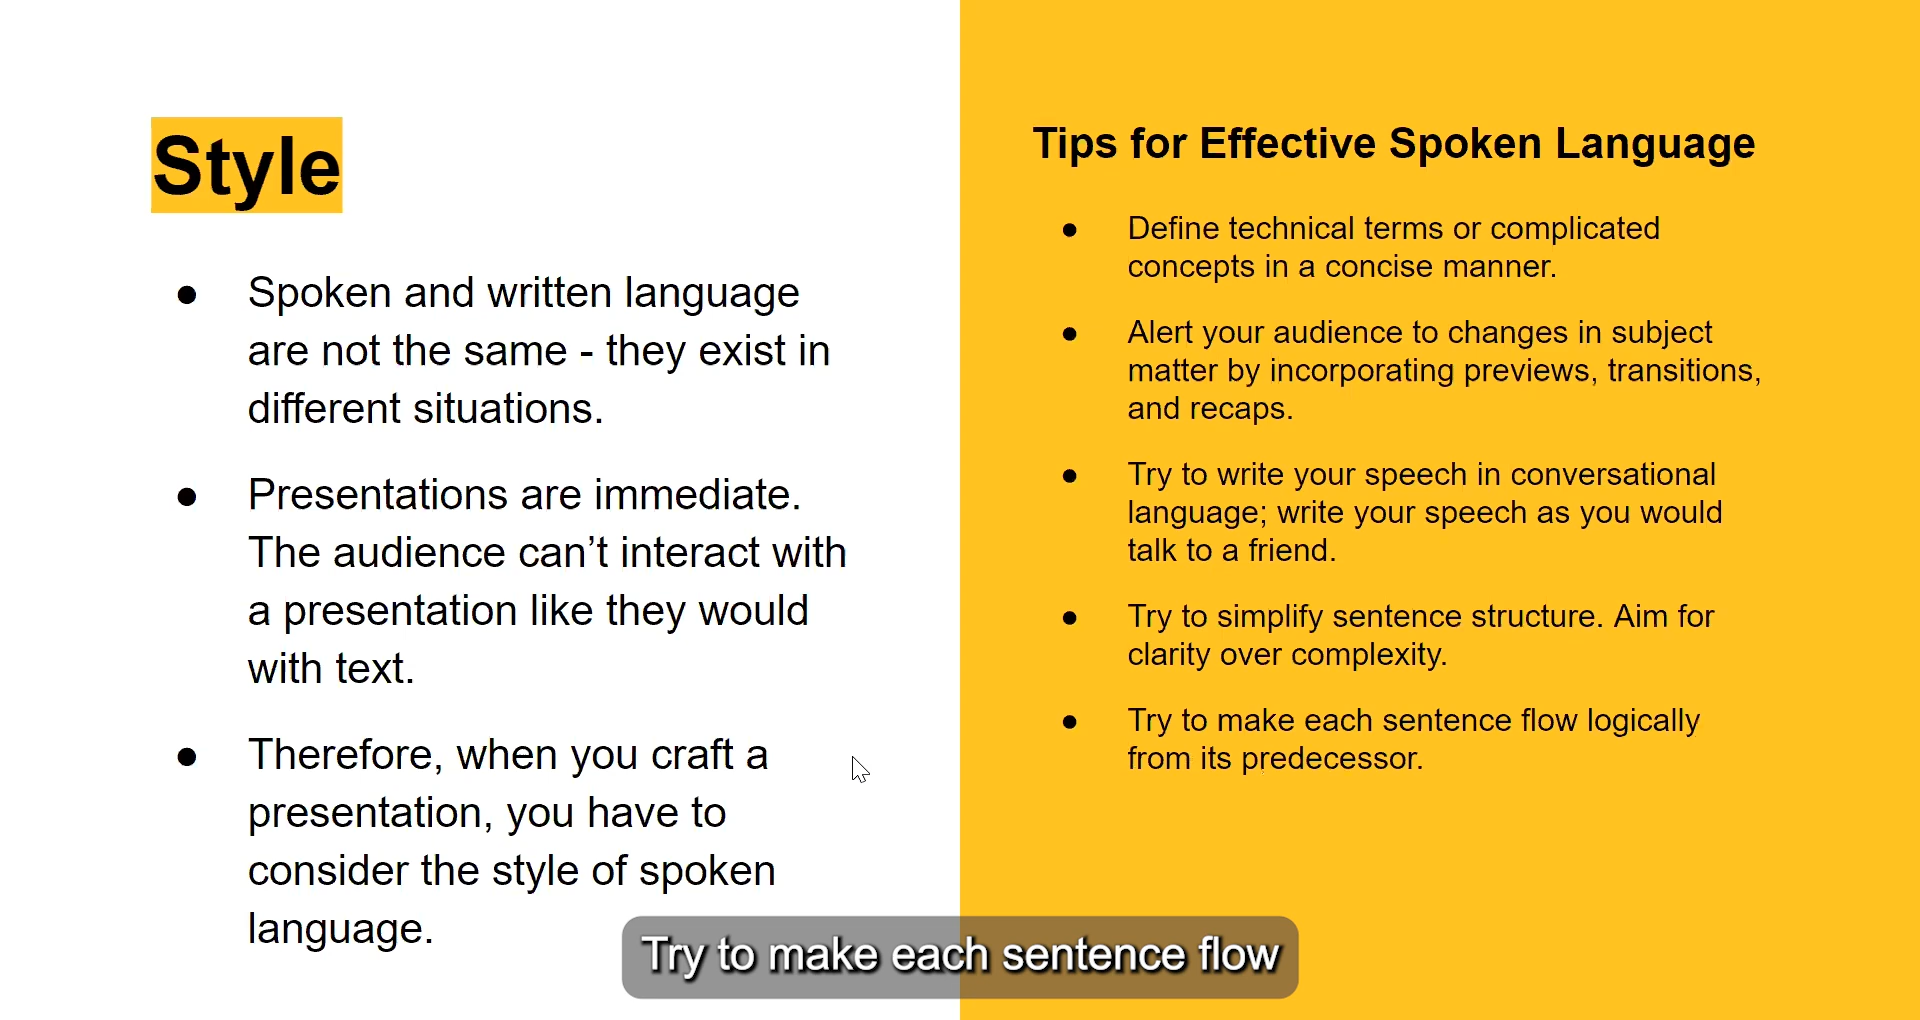 Style
● Spoken and written language
are not the same - they exist in
different situations.
● Presentations are immediate.
The audience can’t interact with
a presentation like they would
with text.
● Therefore, when you craft a
presentation, you have to
consider the style of spoken
language.
Tips for Effective Spoken Language
● Define technical terms or complicated
concepts in a concise manner.
● Alert your audience to changes in subject
matter by incorporating previews, transitions,
and recaps.
● Try to write your speech in conversational
language; write your speech as you would
talk to a friend.
● Try to simplify sentence structure. Aim for
clarity over complexity.
● Try to make each sentence flow logically
from its predecessor.
Try to make each sentence flow